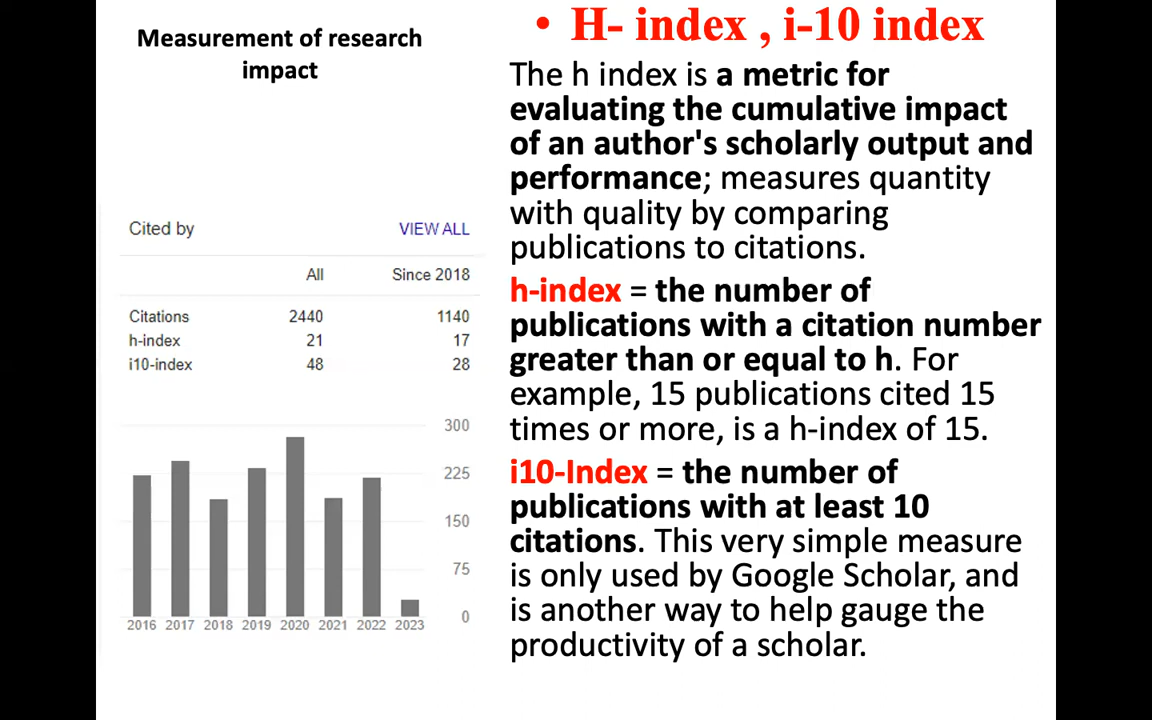 Measurement of research
impact
• H- index , i-10 index
The h index is a metric for
evaluating the cumulative impact
of an author's scholarly output and
performance; measures quantity
with quality by comparing
publications to citations.
h-index = the number of
publications with a citation number
greater than or equal to h. For
example, 15 publications cited 15
times or more, is a h-index of 15.
i10-Index = the number of
publications with at least 10
citations. This very simple measure
is only used by Google Scholar, and
is another way to help gauge the
productivity of a scholar.
Cited by VIEW ALL
All Since 2018
Citations 2440 1140
h-index 21 17
i10-index 48 28
300
225
150
75
0
2016 2017 2018 2019 2020 2021 2022 2023